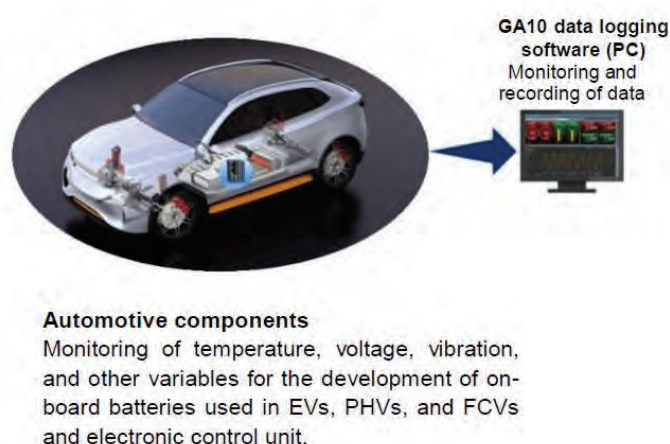 GA10 data logging
software (PC)
Monitoring and
recording of data
Automotive components
Monitoring of temperature, voltage, vibration,
and other variables for the development of on-
board batteries used in EVs, PHVs, and FCVs
and electronic control unit.